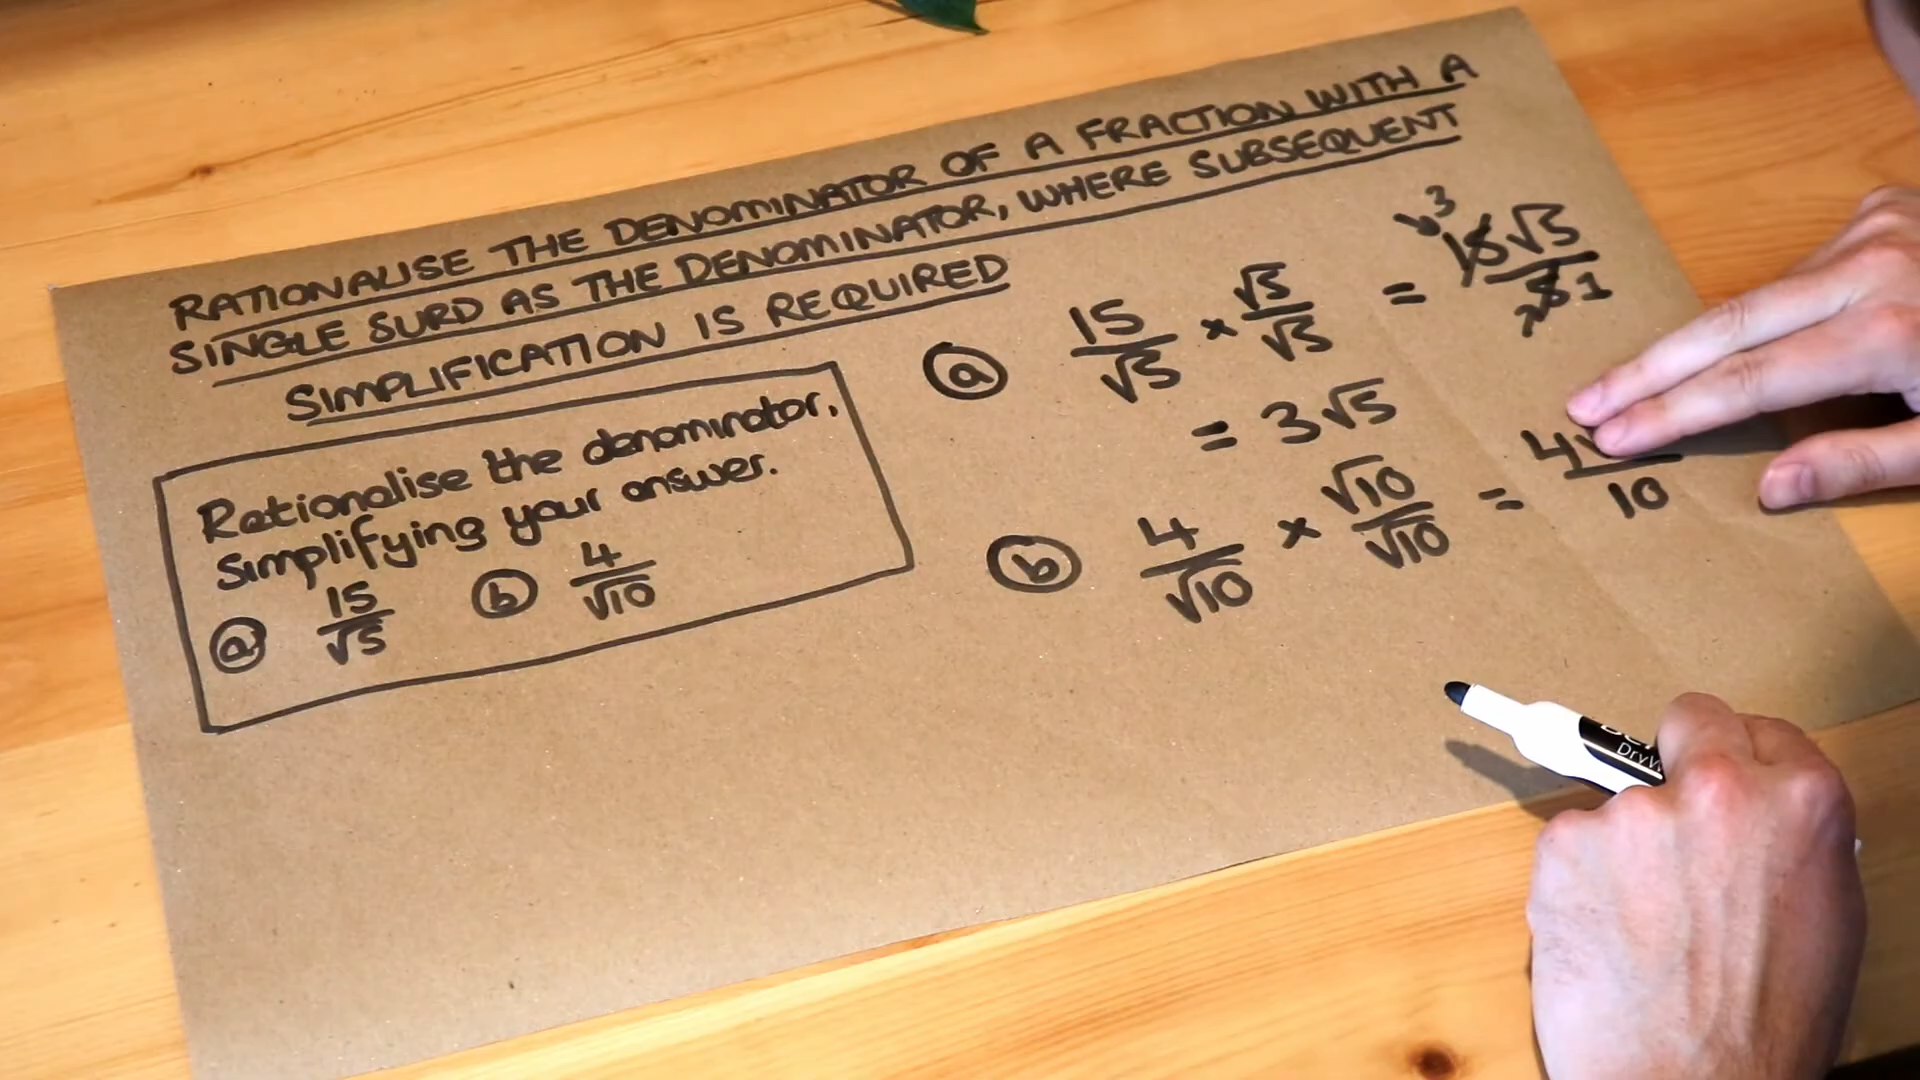 RATIONALISE THE DENOMINATOR OF A FRACTION WITH A
SINGLE SURD AS THE DENOMINATOR, WHERE SUBSEQUENT
SIMPLIFICATION IS REQUIRED
Rationalise the denominator,
simplifying your answer.
ⓐ 15/√5 ⓑ 4/√10
ⓐ 15/√5 × √5/√5 = 3 15√5/5 1
= 3√5
ⓑ 4/√10 × √10/√10 = 4√/10